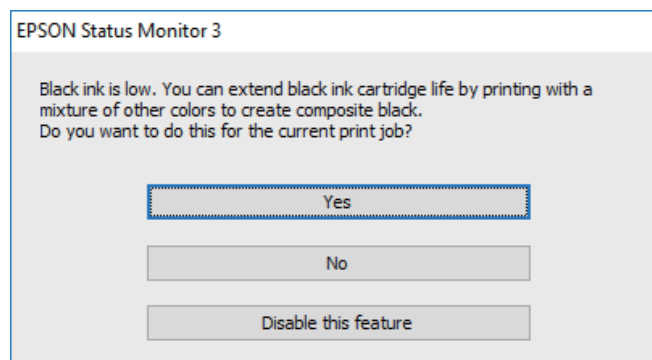 EPSON Status Monitor 3
Black ink is low. You can extend black ink cartridge life by printing with a
mixture of other colors to create composite black.
Do you want to do this for the current print job?
Yes
No
Disable this feature